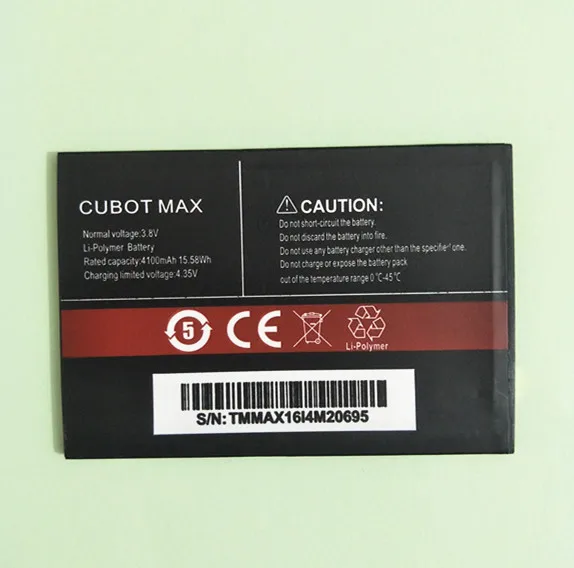 CUBOT MAX
Normal voltage:3.8V
Li-Polymer Battery
Rated capacity:4100mAh 15.58Wh
Charging limited voltage:4.35V
CAUTION:
Do not short-circuit the battery.
Do not discard the battery into fire.
Do not use any battery charger other than the specifier' one.
Do not charge or expose the battery pack
out of the temperature range 0℃-45℃
5
CE
Li-Polymer
S/N:TMMAX16I4M20695